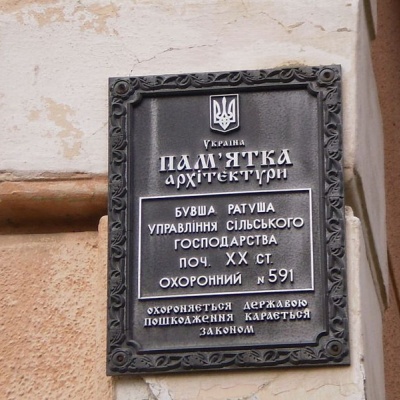 Україна
ПАМ'ЯТКА
АРХІТЕКТУРИ
БУВША РАТУША
УПРАВЛІННЯ СІЛЬСЬКОГО
ГОСПОДАРСТВА
ПОЧ. XX СТ.
ОХОРОННИЙ № 591
ОХОРОНЯЄТЬСЯ ДЕРЖАВОЮ
ПОШКОДЖЕННЯ КАРАЄТЬСЯ
ЗАКОНОМ